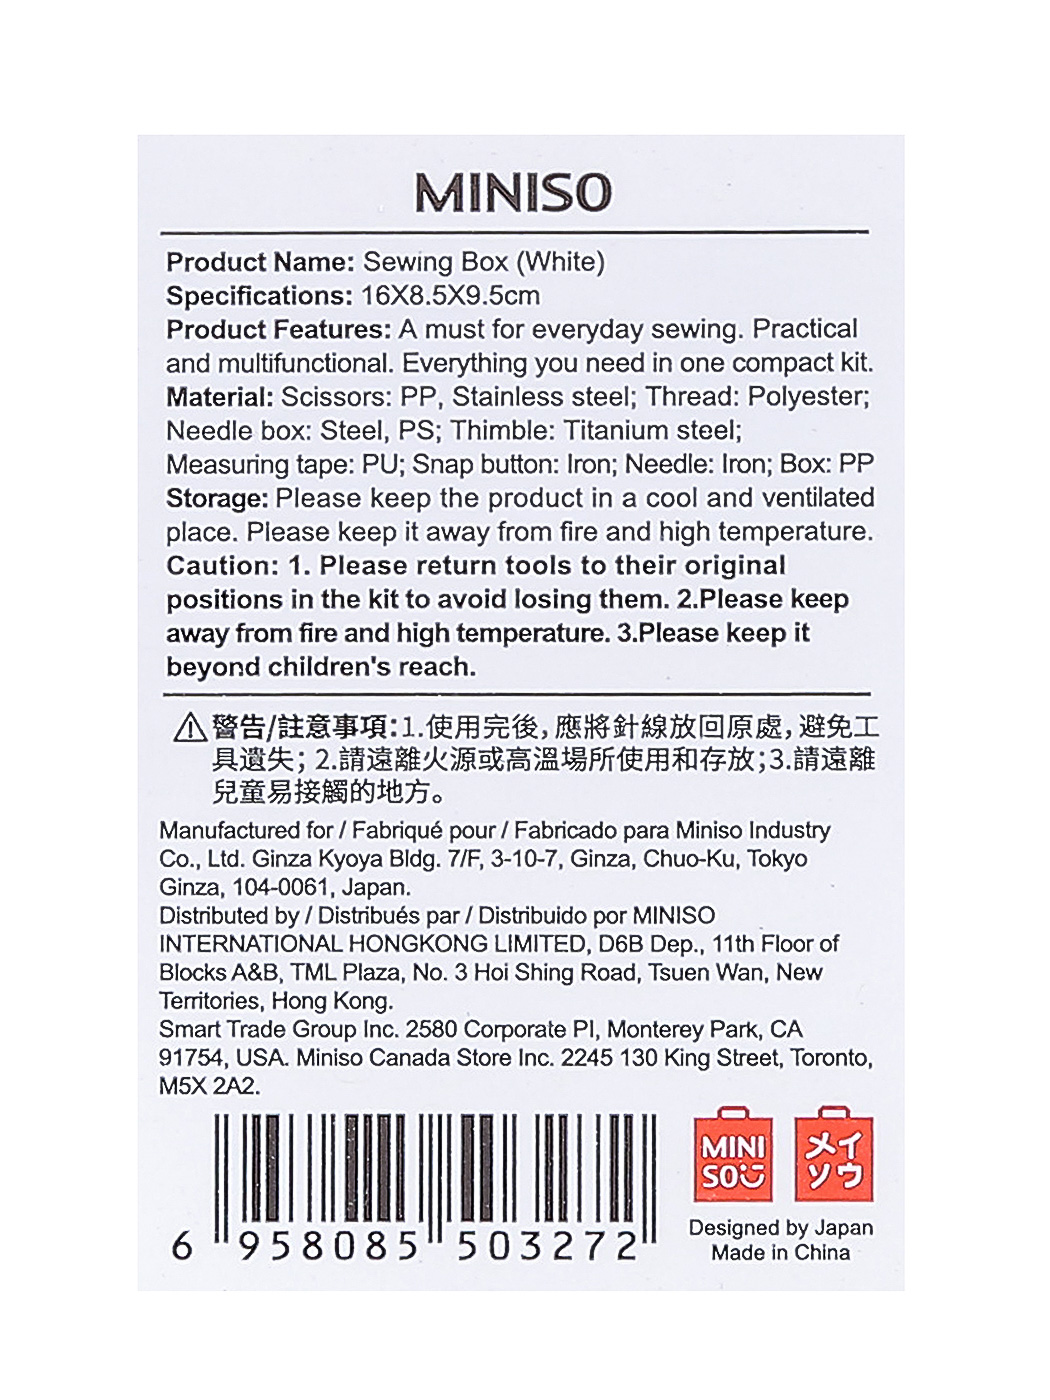 MINISO
Product Name: Sewing Box (White)
Specifications: 16X8.5X9.5cm
Product Features: A must for everyday sewing. Practical
and multifunctional. Everything you need in one compact kit.
Material: Scissors: PP, Stainless steel; Thread: Polyester;
Needle box: Steel, PS; Thimble: Titanium steel;
Measuring tape: PU; Snap button: Iron; Needle: Iron; Box: PP
Storage: Please keep the product in a cool and ventilated
place. Please keep it away from fire and high temperature.
Caution: 1. Please return tools to their original
positions in the kit to avoid losing them. 2.Please keep
away from fire and high temperature. 3.Please keep it
beyond children's reach.
⚠警告/註意事項:1.使用完後,應將針線放回原處,避免工
具遺失; 2.請遠離火源或高溫場所使用和存放;3.請遠離
兒童易接觸的地方。
Manufactured for / Fabriqué pour / Fabricado para Miniso Industry
Co., Ltd. Ginza Kyoya Bldg. 7/F, 3-10-7, Ginza, Chuo-Ku, Tokyo
Ginza, 104-0061, Japan.
Distributed by / Distribués par / Distribuido por MINISO
INTERNATIONAL HONGKONG LIMITED, D6B Dep., 11th Floor of
Blocks A&B, TML Plaza, No. 3 Hoi Shing Road, Tsuen Wan, New
Territories, Hong Kong.
Smart Trade Group Inc. 2580 Corporate Pl, Monterey Park, CA
91754, USA. Miniso Canada Store Inc. 2245 130 King Street, Toronto,
M5X 2A2.
6 958085 503272
MINI
SO
メイ
ソウ
Designed by Japan
Made in China